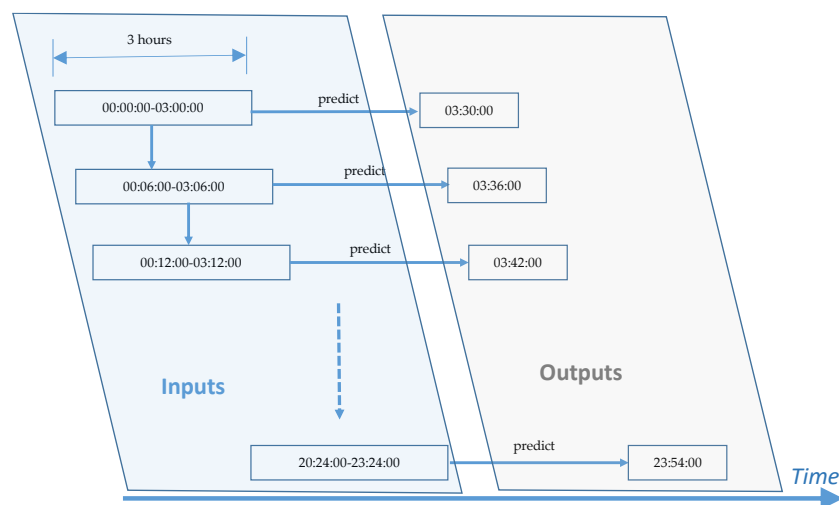 3 hours
00:00:00-03:00:00
predict
03:30:00
00:06:00-03:06:00
predict
03:36:00
00:12:00-03:12:00
predict
03:42:00
Inputs
Outputs
20:24:00-23:24:00
predict
23:54:00
Time